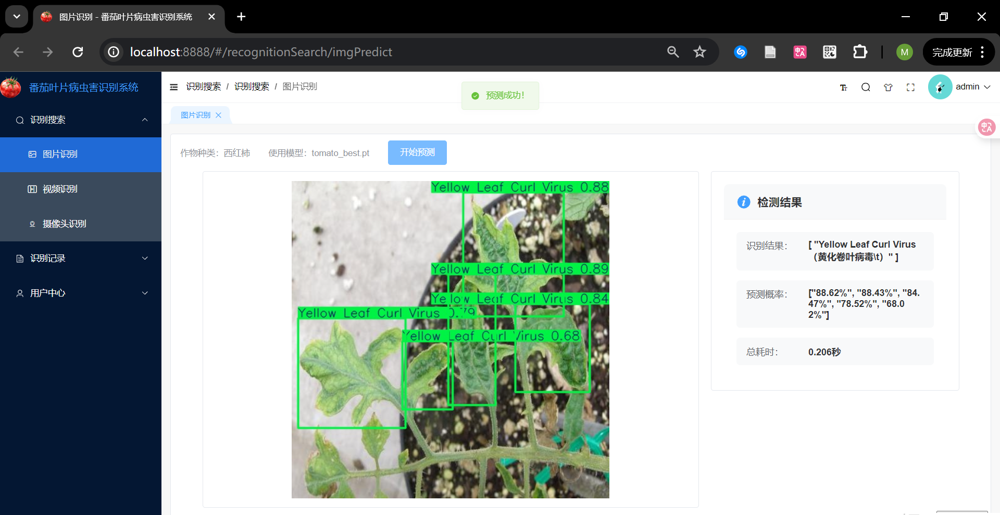 图片识别 - 番茄叶片病虫害识别系统
localhost:8888/#/recognitionSearch/imgPredict
中A
M
完成更新
番茄叶片病虫害识别系统
识别搜索 / 识别搜索 / 图片识别
预测成功!
admin
图片识别
识别搜索
图片识别
视频识别
摄像头识别
识别记录
用户中心
中A
作物种类：西红柿
使用模型：tomato_best.pt
开始预测
Yellow Leaf Curl Virus 0.88
Yellow Leaf Curl Virus 0.89
Yellow Leaf Curl Virus 0.84
Yellow Leaf Curl Virus 0.79
Yellow Leaf Curl Virus 0.68
检测结果
识别结果：
[ "Yellow Leaf Curl Virus
（黄化卷叶病毒\t）" ]
预测概率：
["88.62%", "88.43%", "84.
47%", "78.52%", "68.0
2%"]
总耗时：
0.206秒